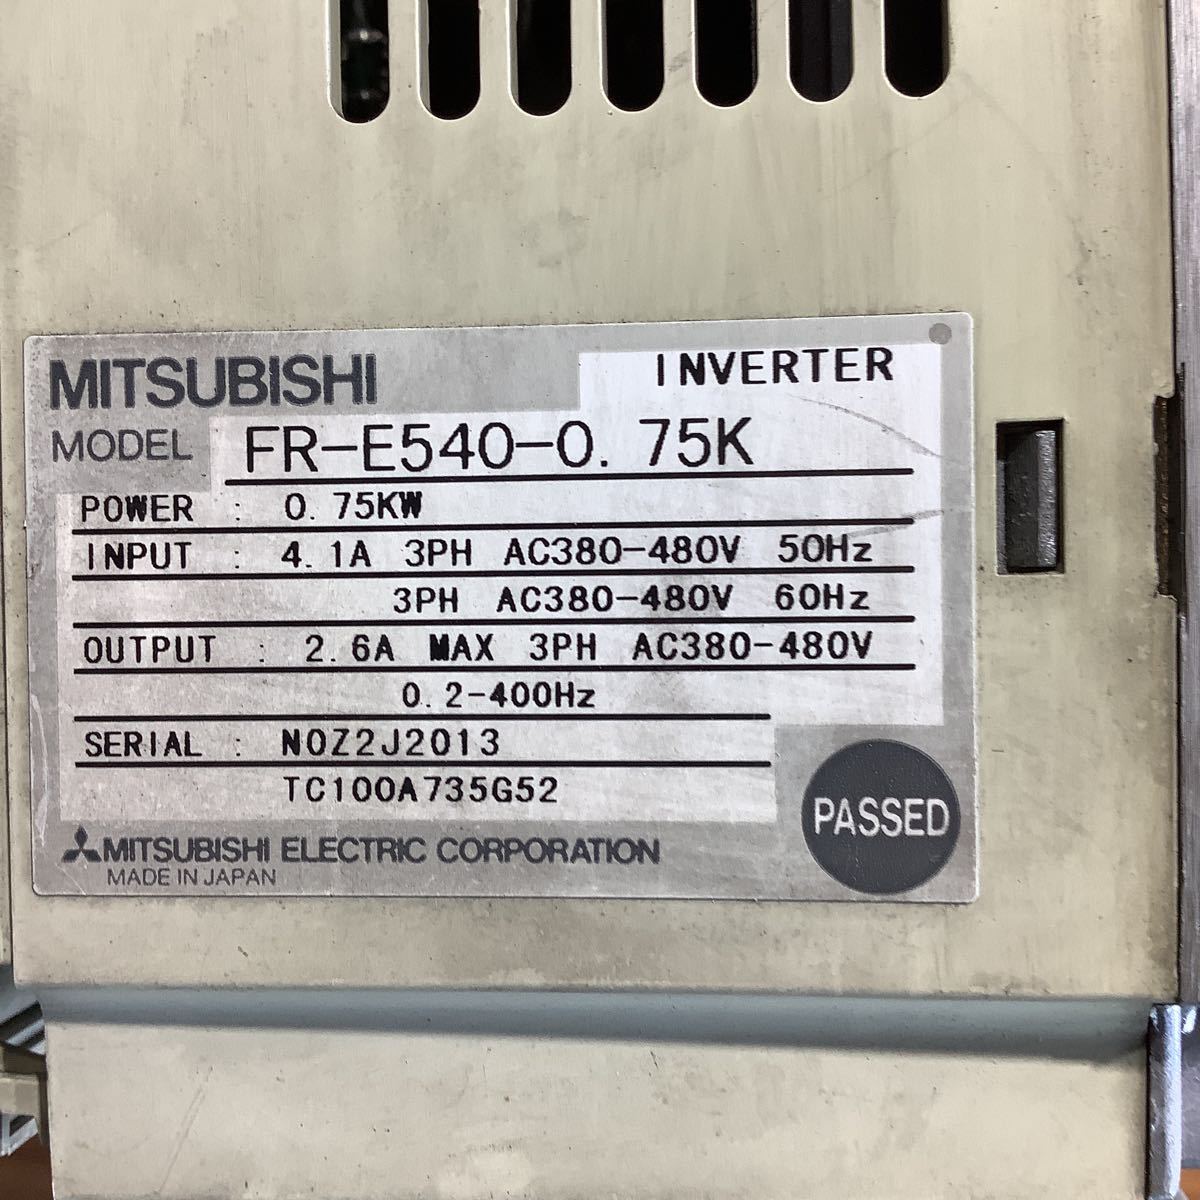 MITSUBISHI INVERTER
MODEL FR-E540-0.75K
POWER : 0.75KW
INPUT : 4.1A 3PH AC380-480V 50Hz
3PH AC380-480V 60Hz
OUTPUT : 2.6A MAX 3PH AC380-480V
0.2-400Hz
SERIAL : N0Z2J2013
TC100A735G52
PASSED
MITSUBISHI ELECTRIC CORPORATION
MADE IN JAPAN